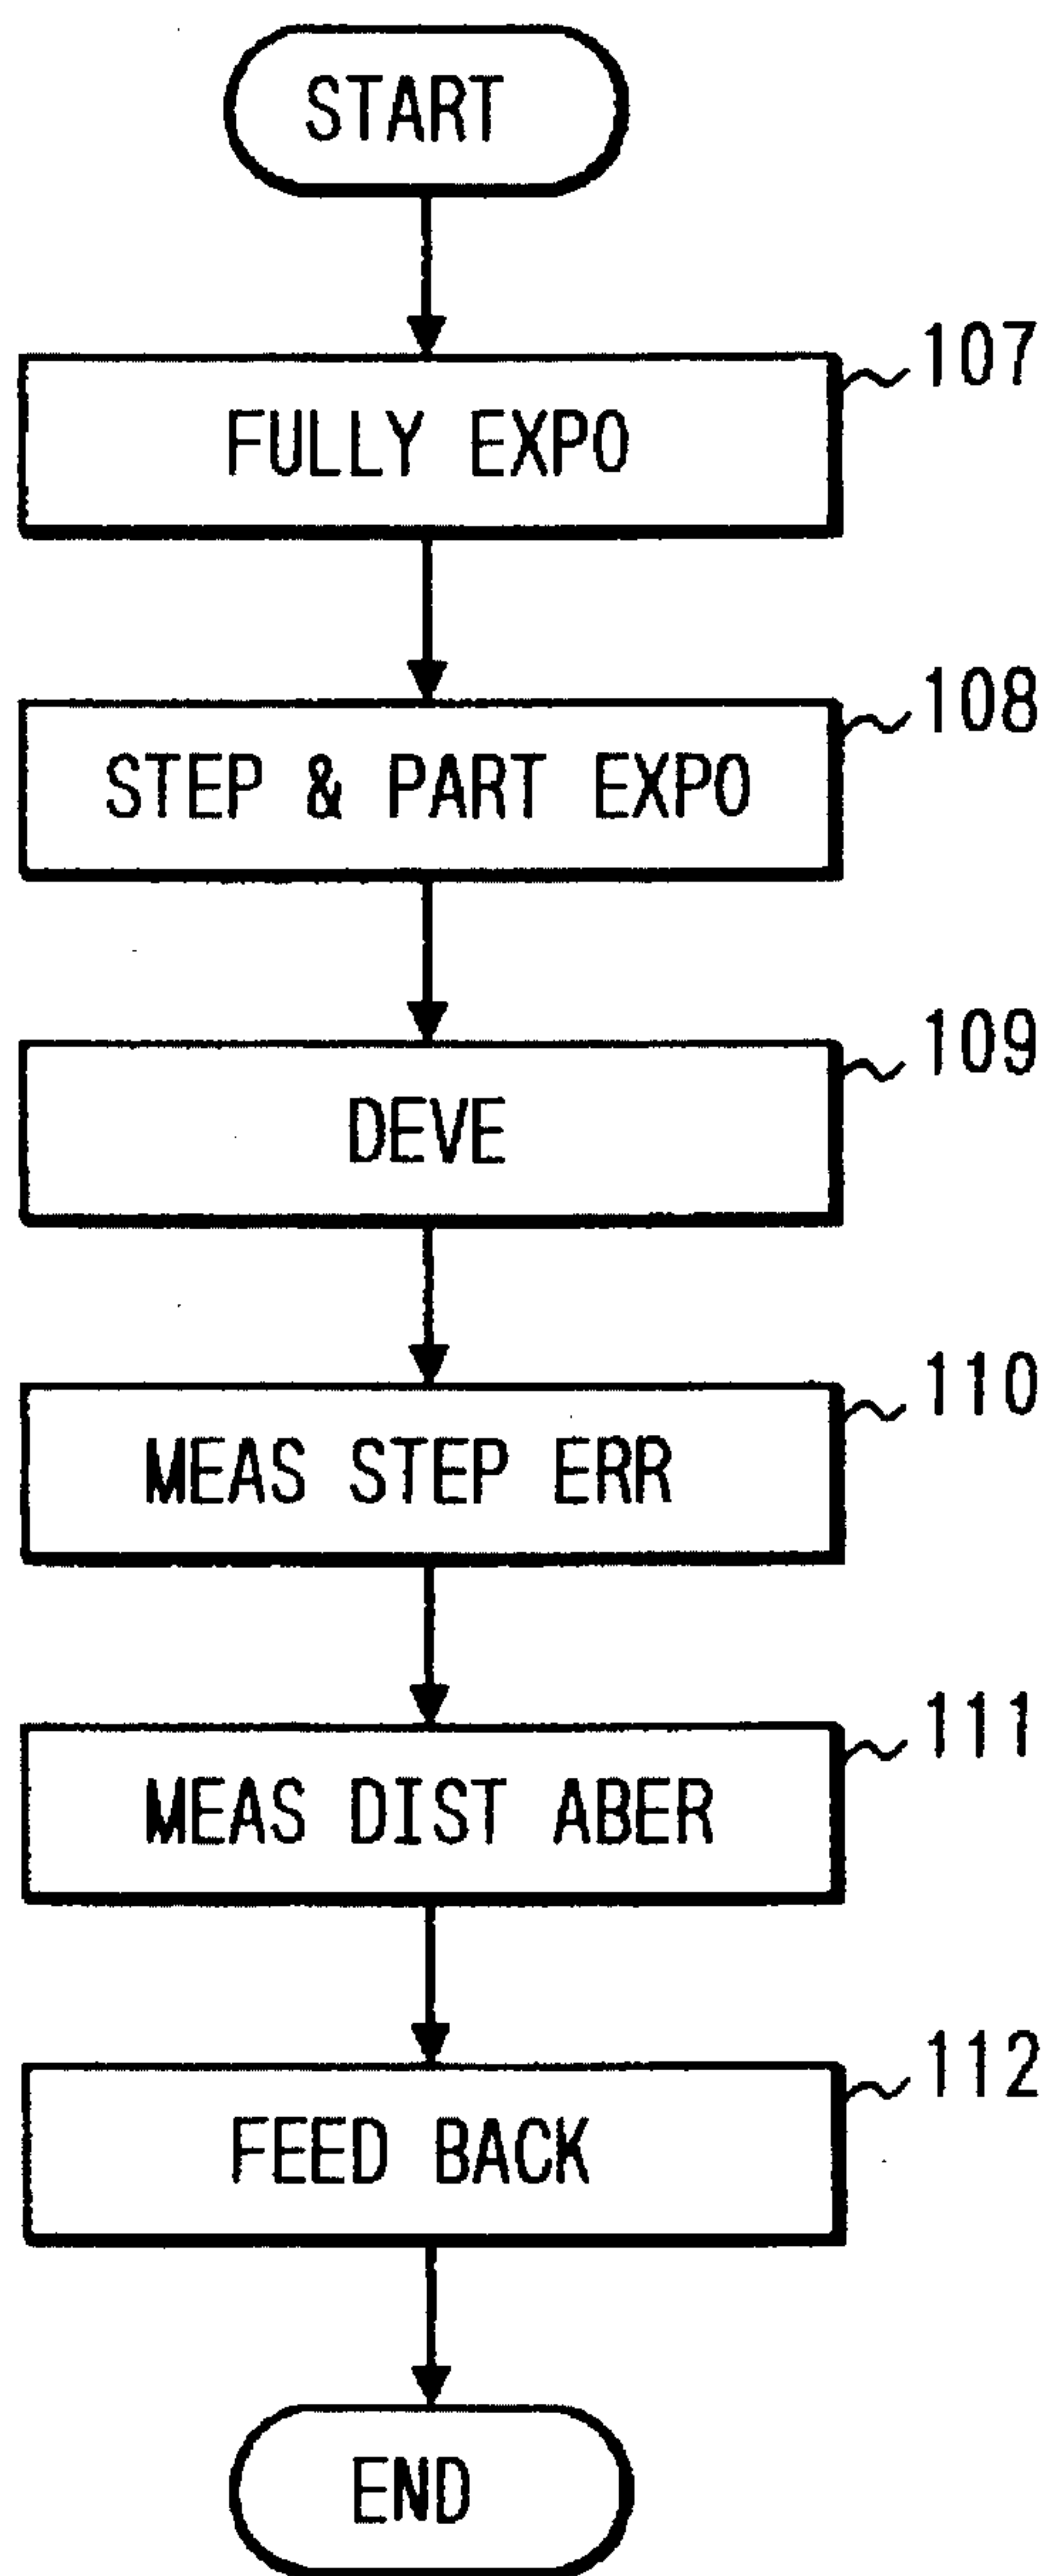 START
107
FULLY EXPO
108
STEP & PART EXPO
109
DEVE
110
MEAS STEP ERR
111
MEAS DIST ABER
112
FEED BACK
END